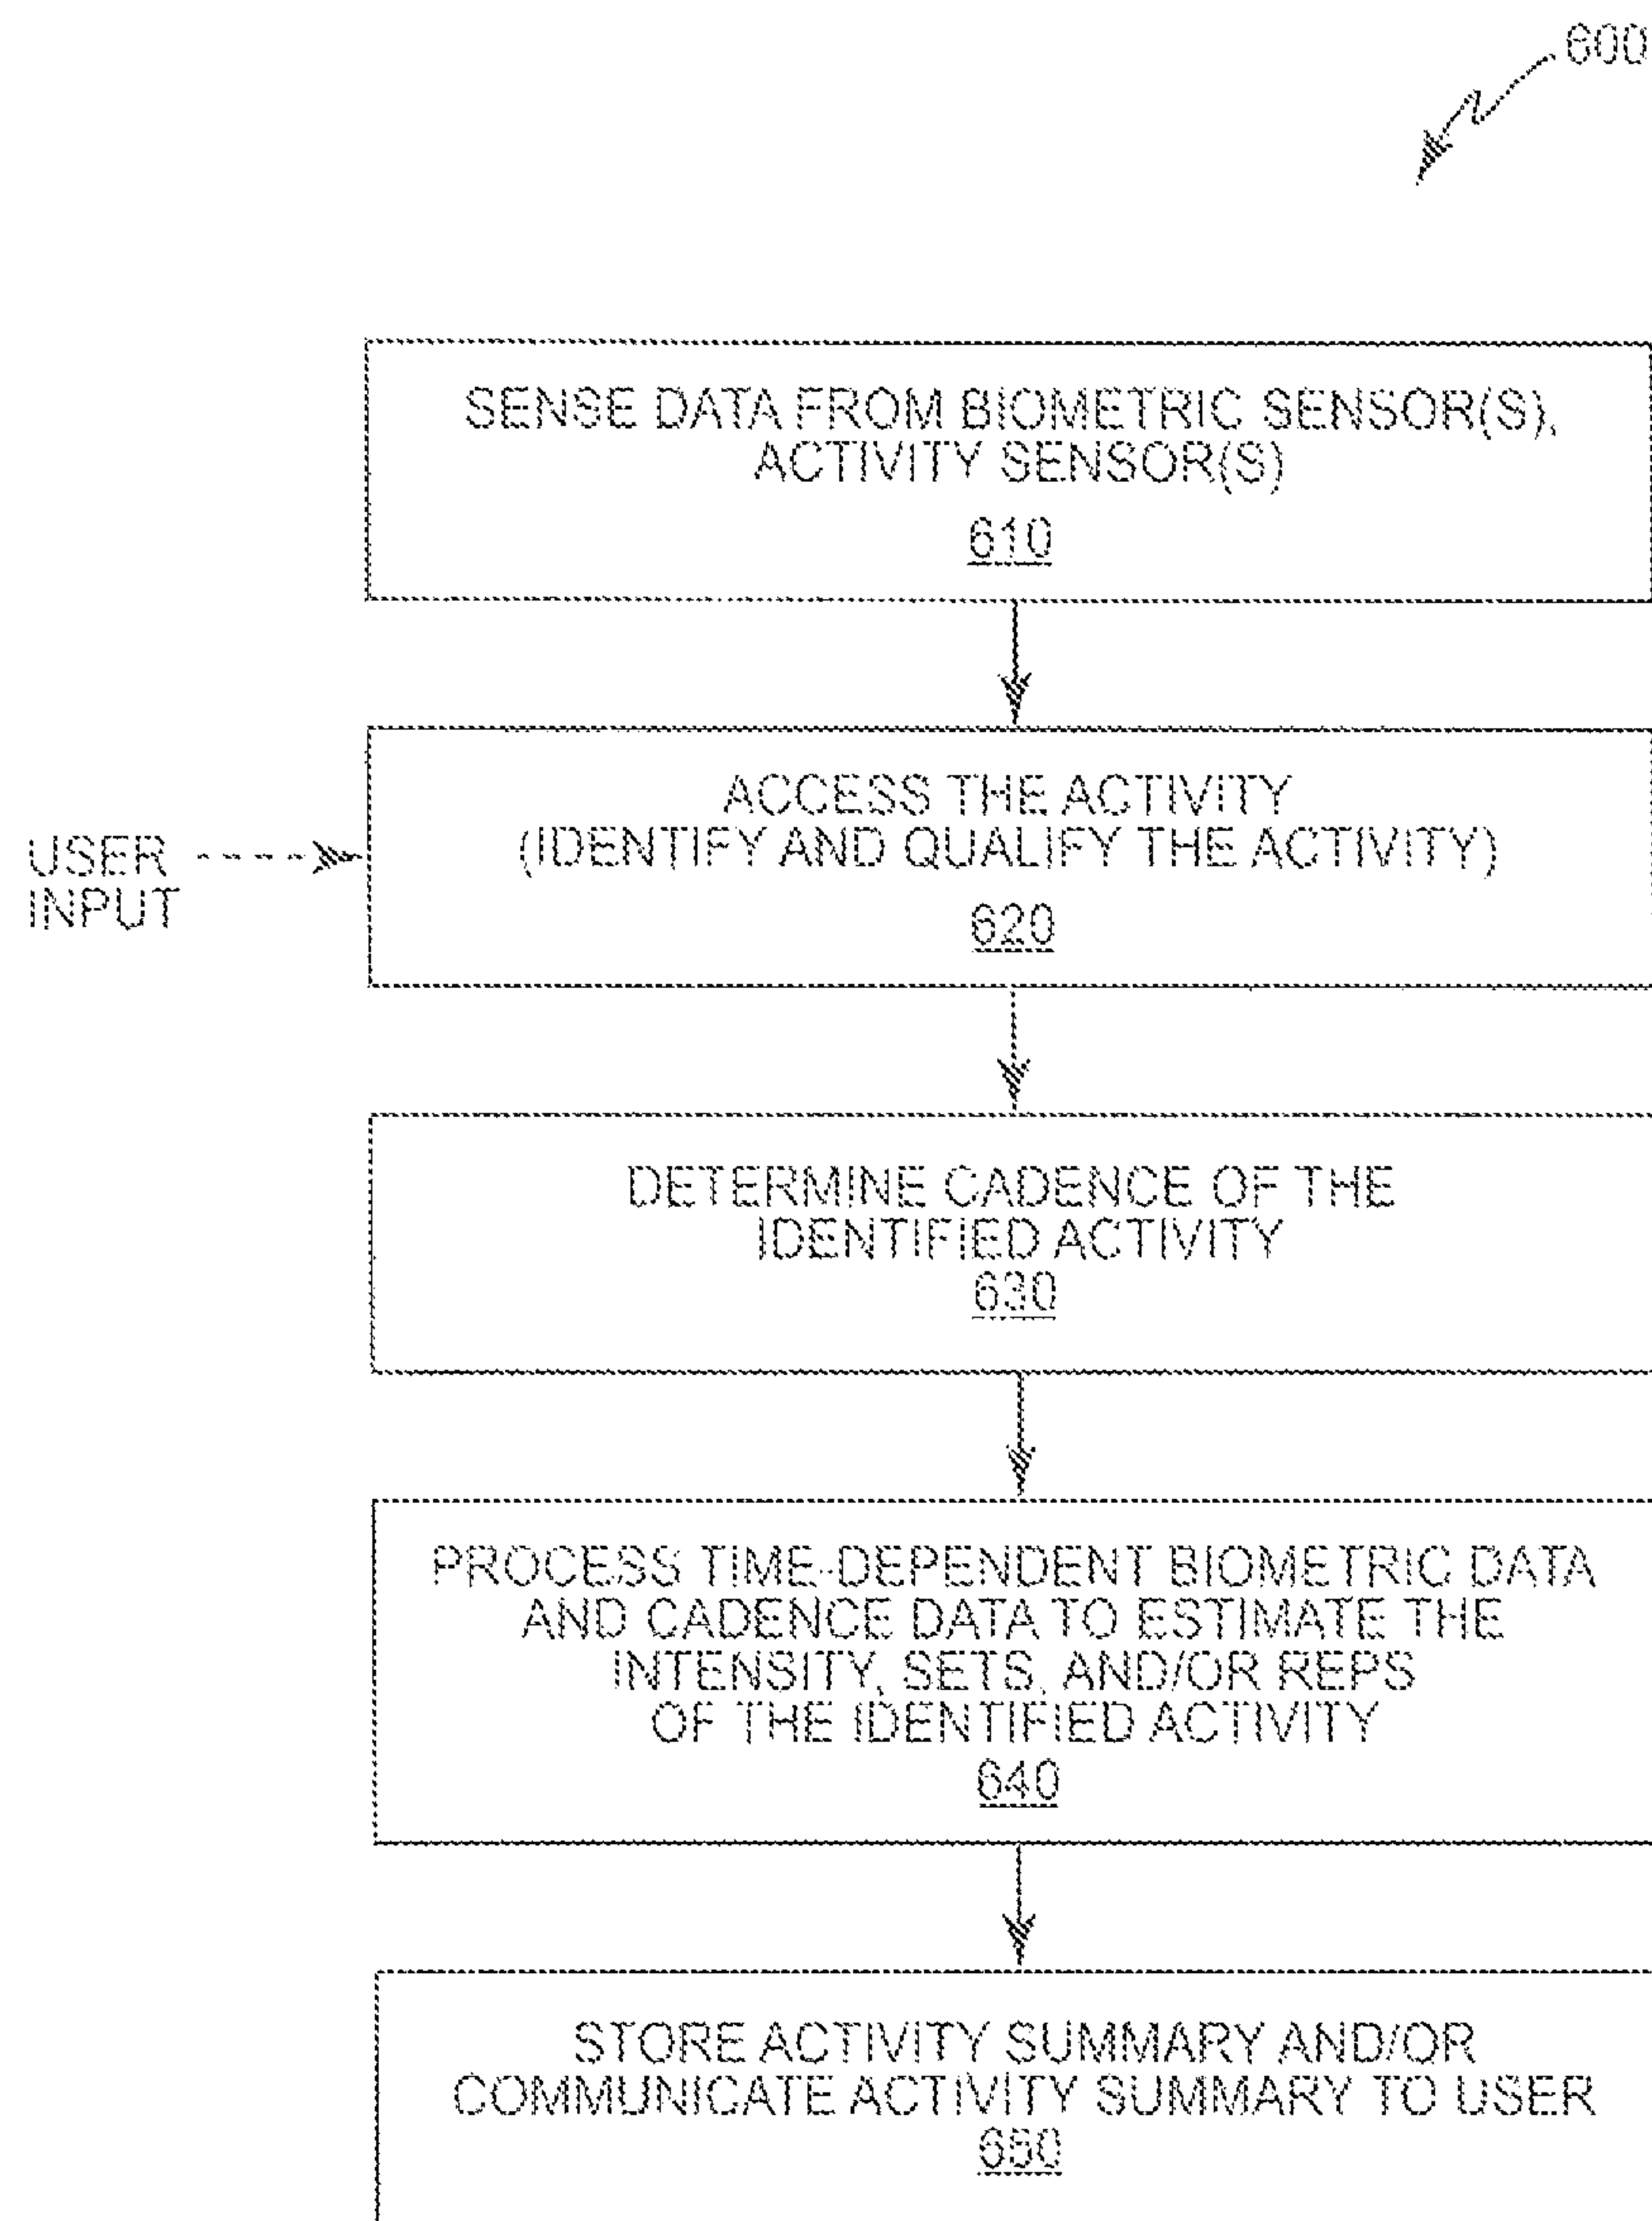 600
SENSE DATA FROM BIOMETRIC SENSOR(S),
ACTIVITY SENSOR(S)
610
ACCESS THE ACTIVITY
(IDENTIFY AND QUALIFY THE ACTIVITY)
620
USER
INPUT
DETERMINE CADENCE OF THE
IDENTIFIED ACTIVITY
630
PROCESS TIME-DEPENDENT BIOMETRIC DATA
AND CADENCE DATA TO ESTIMATE THE
INTENSITY, SETS, AND/OR REPS
OF THE IDENTIFIED ACTIVITY
640
STORE ACTIVITY SUMMARY AND/OR
COMMUNICATE ACTIVITY SUMMARY TO USER
650